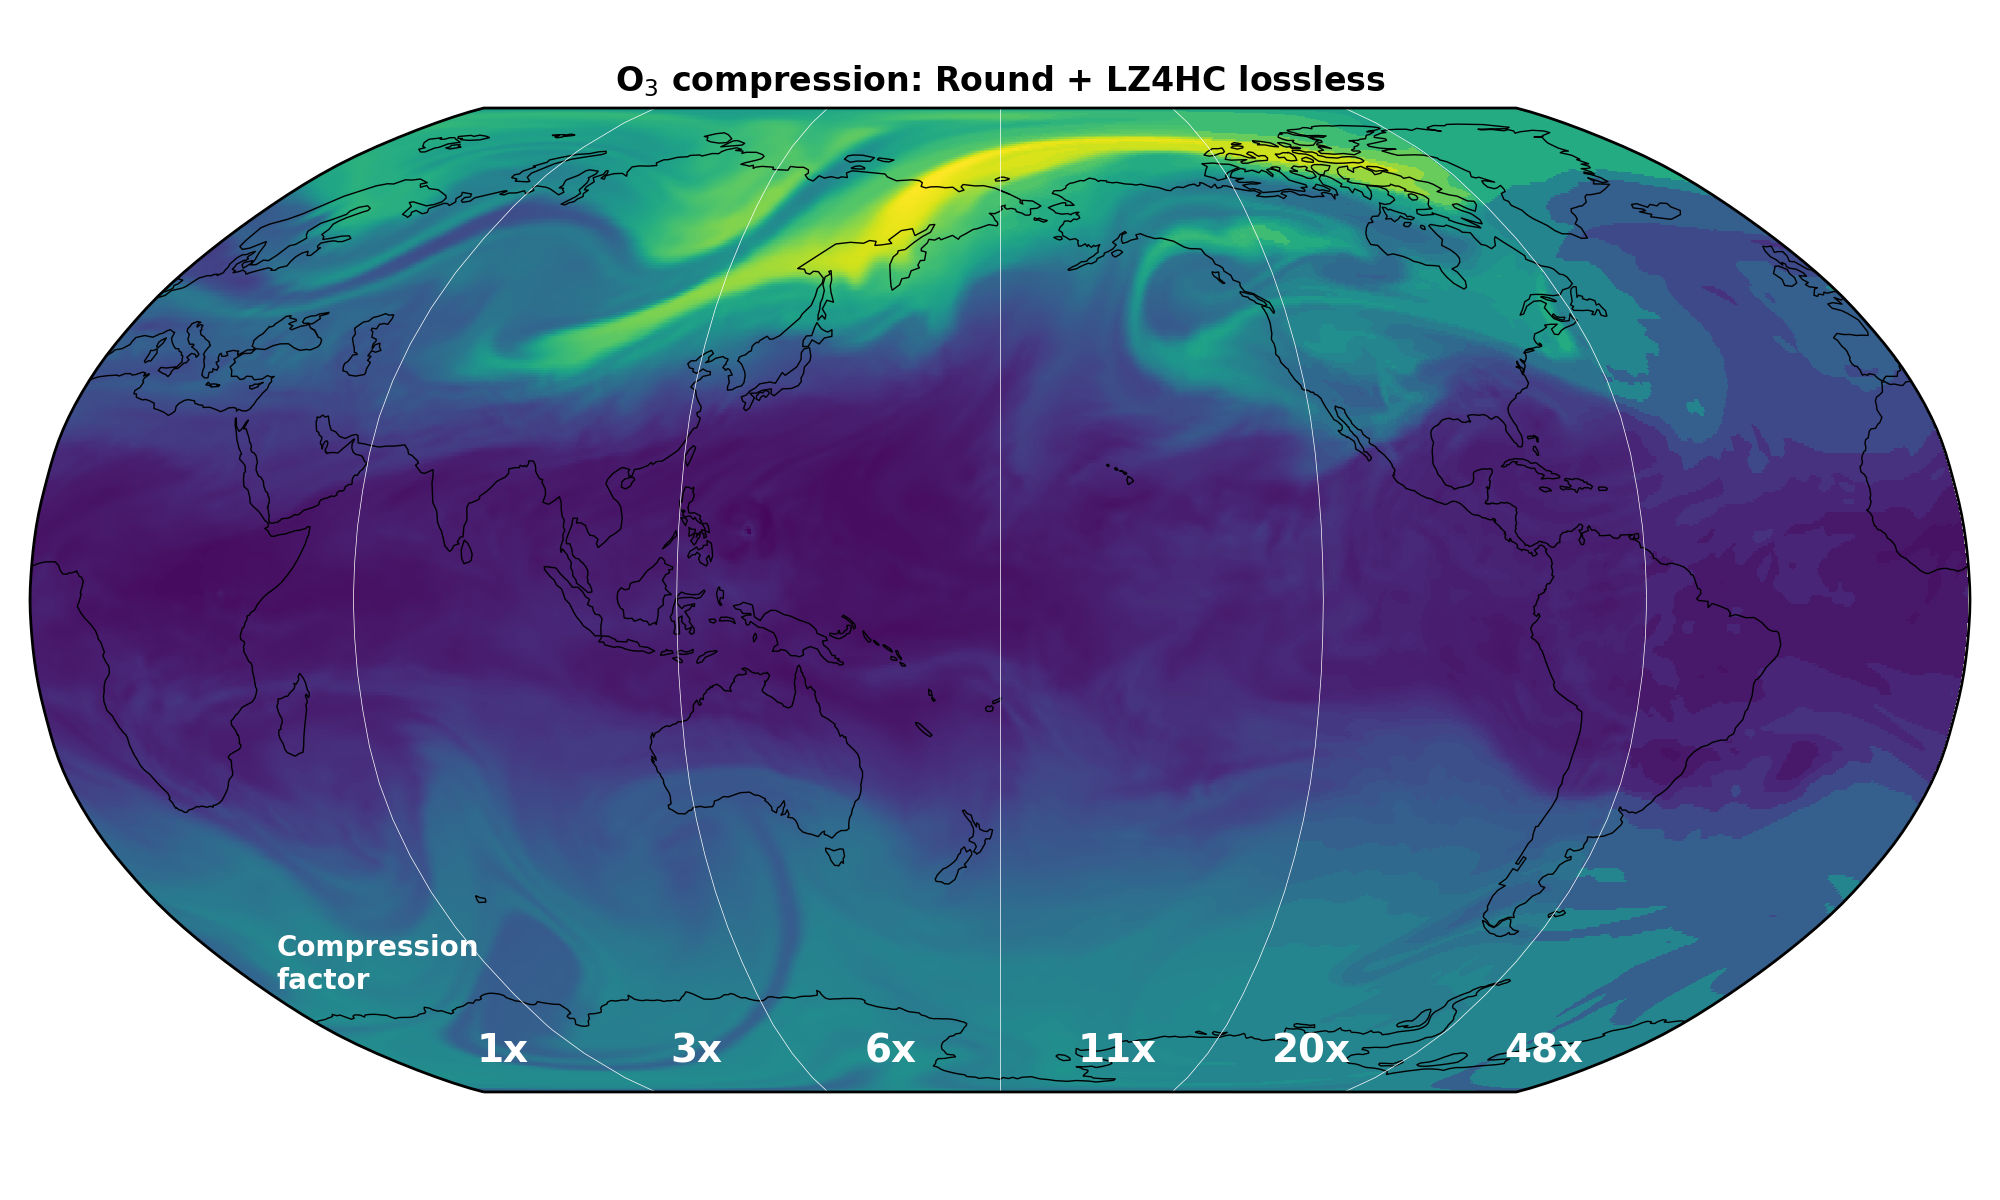 O₃ compression: Round + LZ4HC lossless
Compression
factor
1x 3x 6x 11x 20x 48x